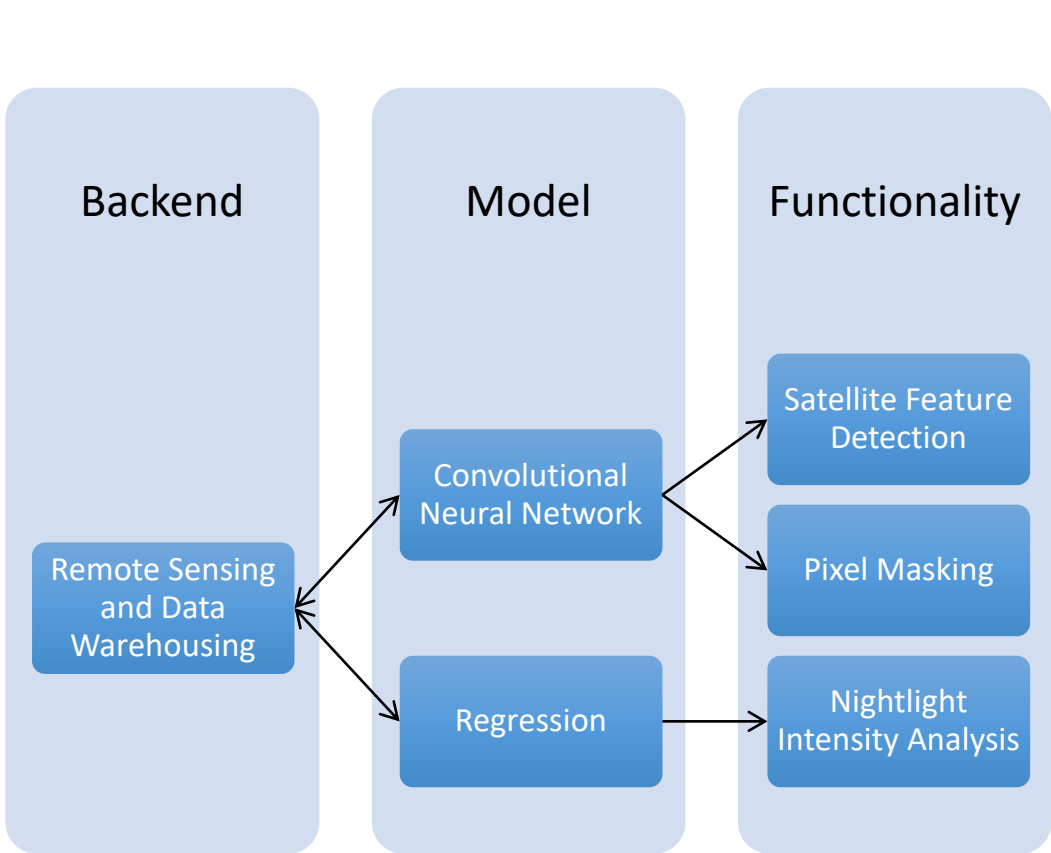 Backend
Model
Functionality
Remote Sensing
and Data
Warehousing
Convolutional
Neural Network
Regression
Satellite Feature
Detection
Pixel Masking
Nightlight
Intensity Analysis